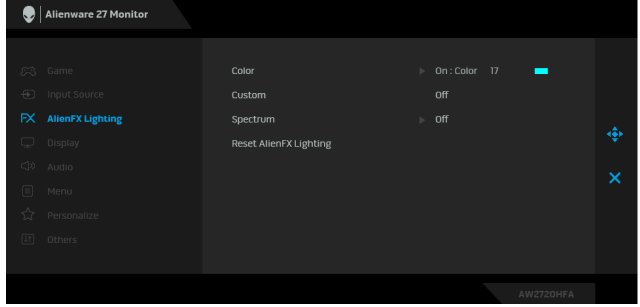 Alienware 27 Monitor
Game
Input Source
FX AlienFX Lighting
Display
Audio
Menu
Personalize
Others
Color On : Color 17
Custom Off
Spectrum Off
Reset AlienFX Lighting
AW2720HFA